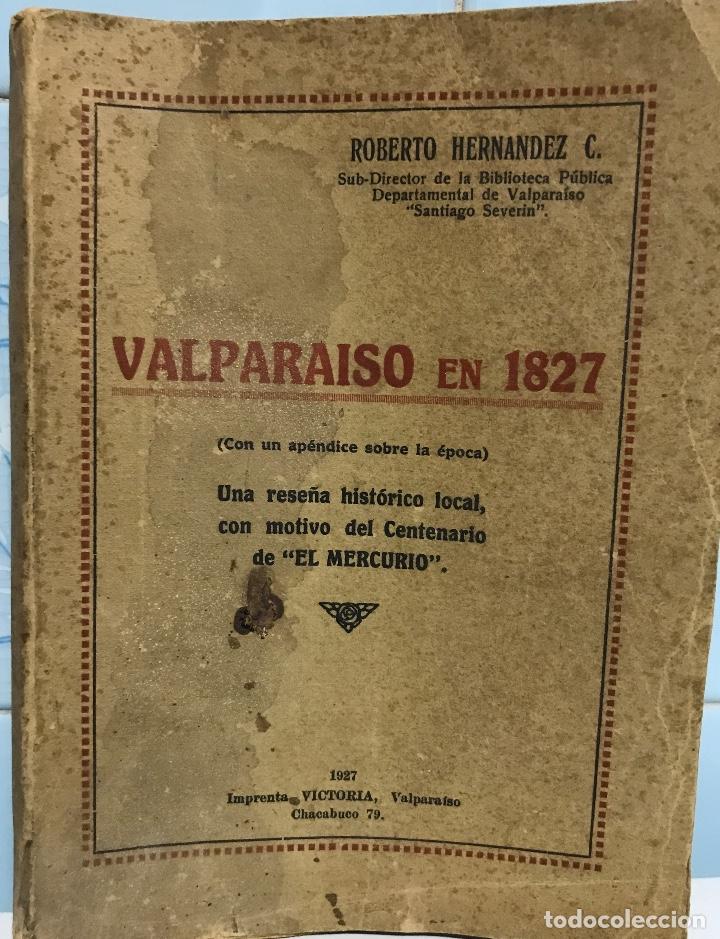 ROBERTO HERNANDEZ C.
Sub-Director de la Biblioteca Pública
Departamental de Valparaíso
"Santiago Severin".
VALPARAISO EN 1827
(Con un apéndice sobre la época)
Una reseña histórico local,
con motivo del Centenario
de "EL MERCURIO".
1927
Imprenta VICTORIA, Valparaíso
Chacabuco 79.
todocoleccion